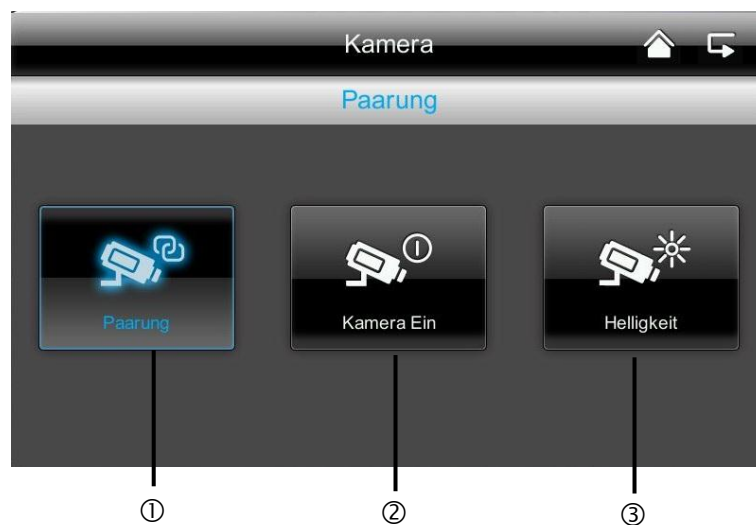 Kamera
Paarung
Paarung Kamera Ein Helligkeit
① ② ③